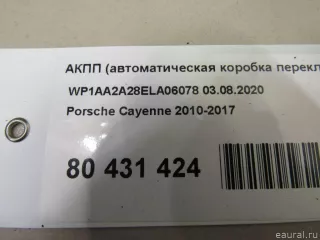 АКПП (автоматическая коробка перекл
WP1AA2A28ELA06078 03.08.2020
Porsche Cayenne 2010-2017
80 431 424
eaural.ru